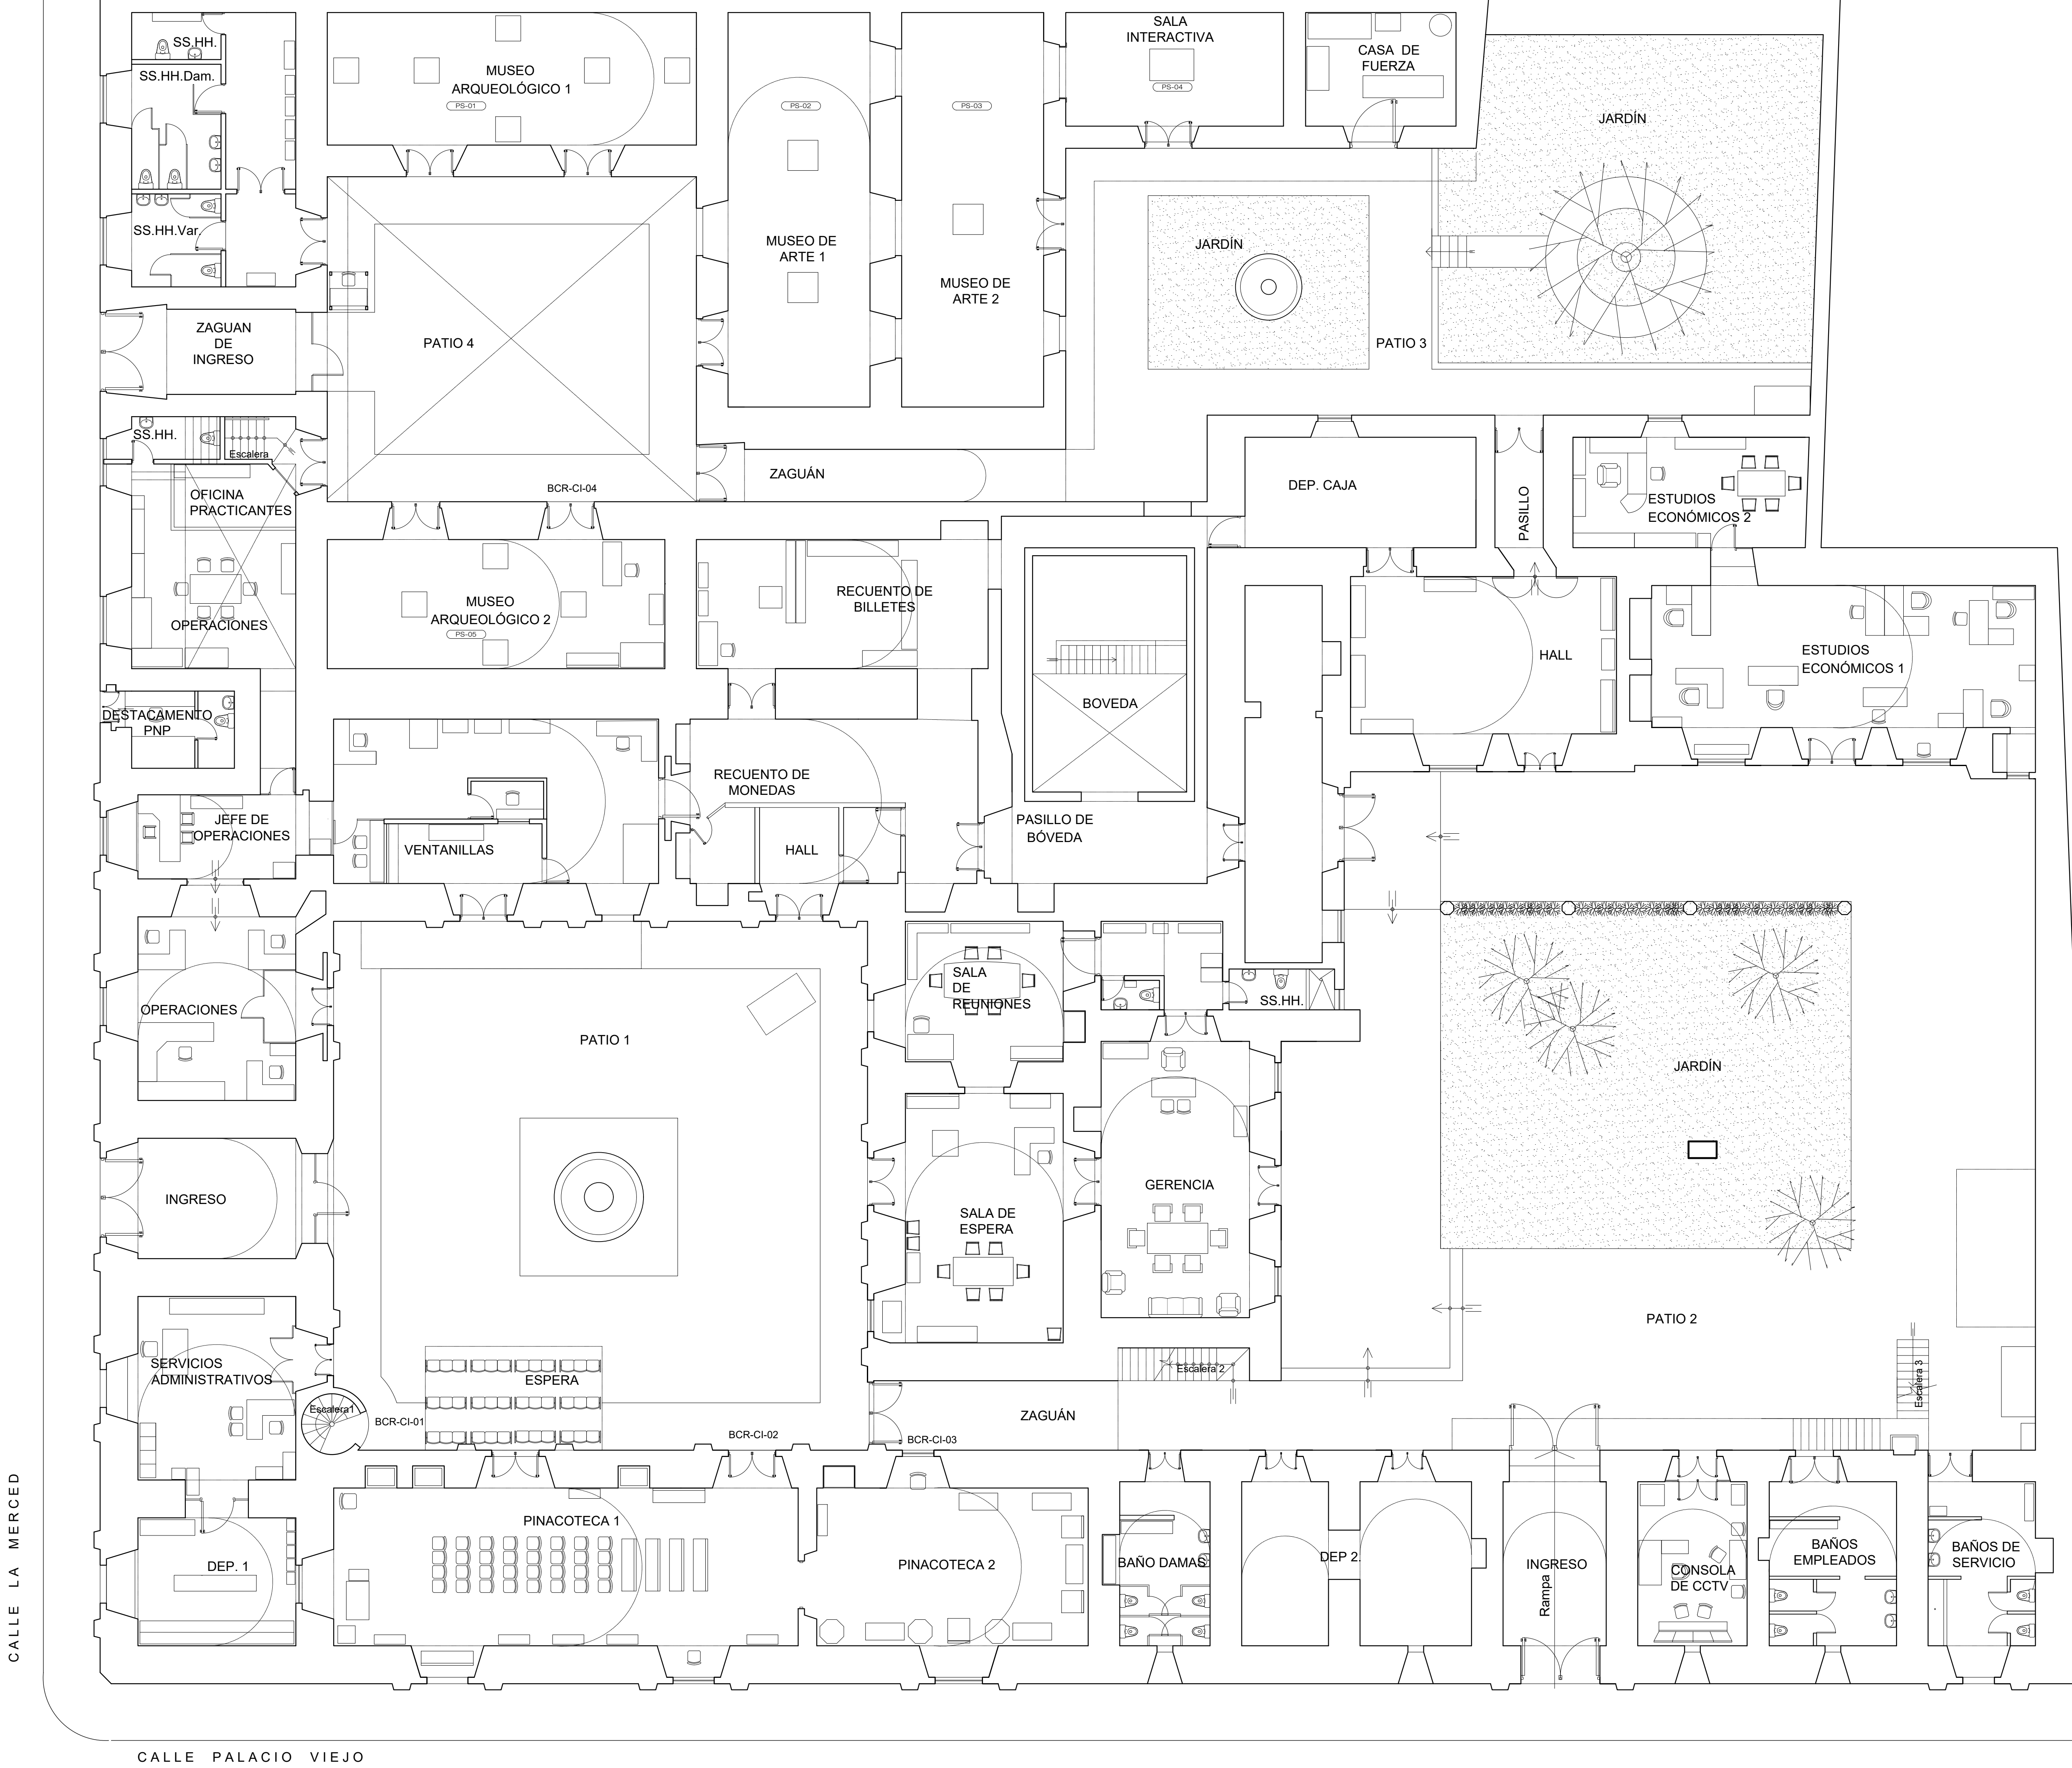 SS.HH.
SS.HH.Dam.
SS.HH.Var.
MUSEO
ARQUEOLÓGICO 1
PS-01
PS-02
MUSEO DE
ARTE 1
PS-03
MUSEO DE
ARTE 2
SALA
INTERACTIVA
PS-04
CASA DE
FUERZA
JARDÍN
JARDÍN
PATIO 3
ZAGUAN
DE
INGRESO
PATIO 4
SS.HH.
Escalera
OFICINA
PRACTICANTES
OPERACIONES
BCR-CI-04
ZAGUÁN
DEP. CAJA
PASILLO
ESTUDIOS
ECONÓMICOS 2
MUSEO
ARQUEOLÓGICO 2
PS-05
RECUENTO DE
BILLETES
BOVEDA
HALL
ESTUDIOS
ECONÓMICOS 1
DESTACAMENTO
PNP
JEFE DE
OPERACIONES
VENTANILLAS
RECUENTO DE
MONEDAS
HALL
PASILLO DE
BÓVEDA
OPERACIONES
PATIO 1
SALA
DE
REUNIONES
SS.HH.
JARDÍN
INGRESO
SALA DE
ESPERA
GERENCIA
PATIO 2
SERVICIOS
ADMINISTRATIVOS
Escalera1
BCR-CI-01
ESPERA
BCR-CI-02
BCR-CI-03
ZAGUÁN
Escalera 2
Escalera 3
DEP. 1
PINACOTECA 1
PINACOTECA 2
BAÑO DAMAS
DEP 2.
INGRESO
Rampa
CONSOLA
DE CCTV
BAÑOS
EMPLEADOS
BAÑOS DE
SERVICIO
CALLE LA MERCED
CALLE PALACIO VIEJO